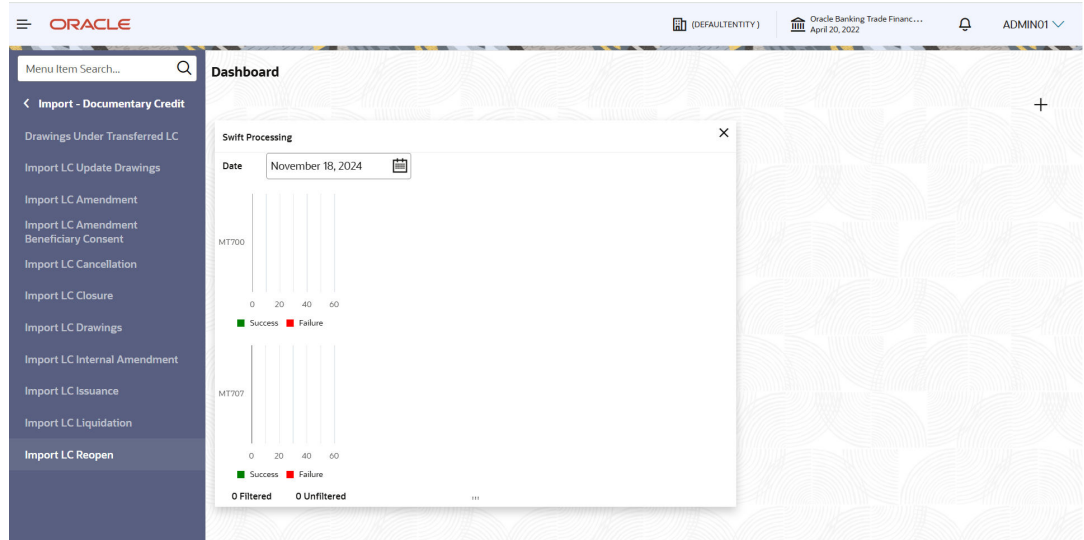 ORACLE
(DEFAULTENTITY )
Oracle Banking Trade Financ...
April 20, 2022
ADMIN01
Menu Item Search...
Dashboard
Import - Documentary Credit
Drawings Under Transferred LC
Import LC Update Drawings
Import LC Amendment
Import LC Amendment
Beneficiary Consent
Import LC Cancellation
Import LC Closure
Import LC Drawings
Import LC Internal Amendment
Import LC Issuance
Import LC Liquidation
Import LC Reopen
Swift Processing
Date November 18, 2024
MT700
0 20 40 60
Success Failure
MT707
0 20 40 60
Success Failure
0 Filtered 0 Unfiltered